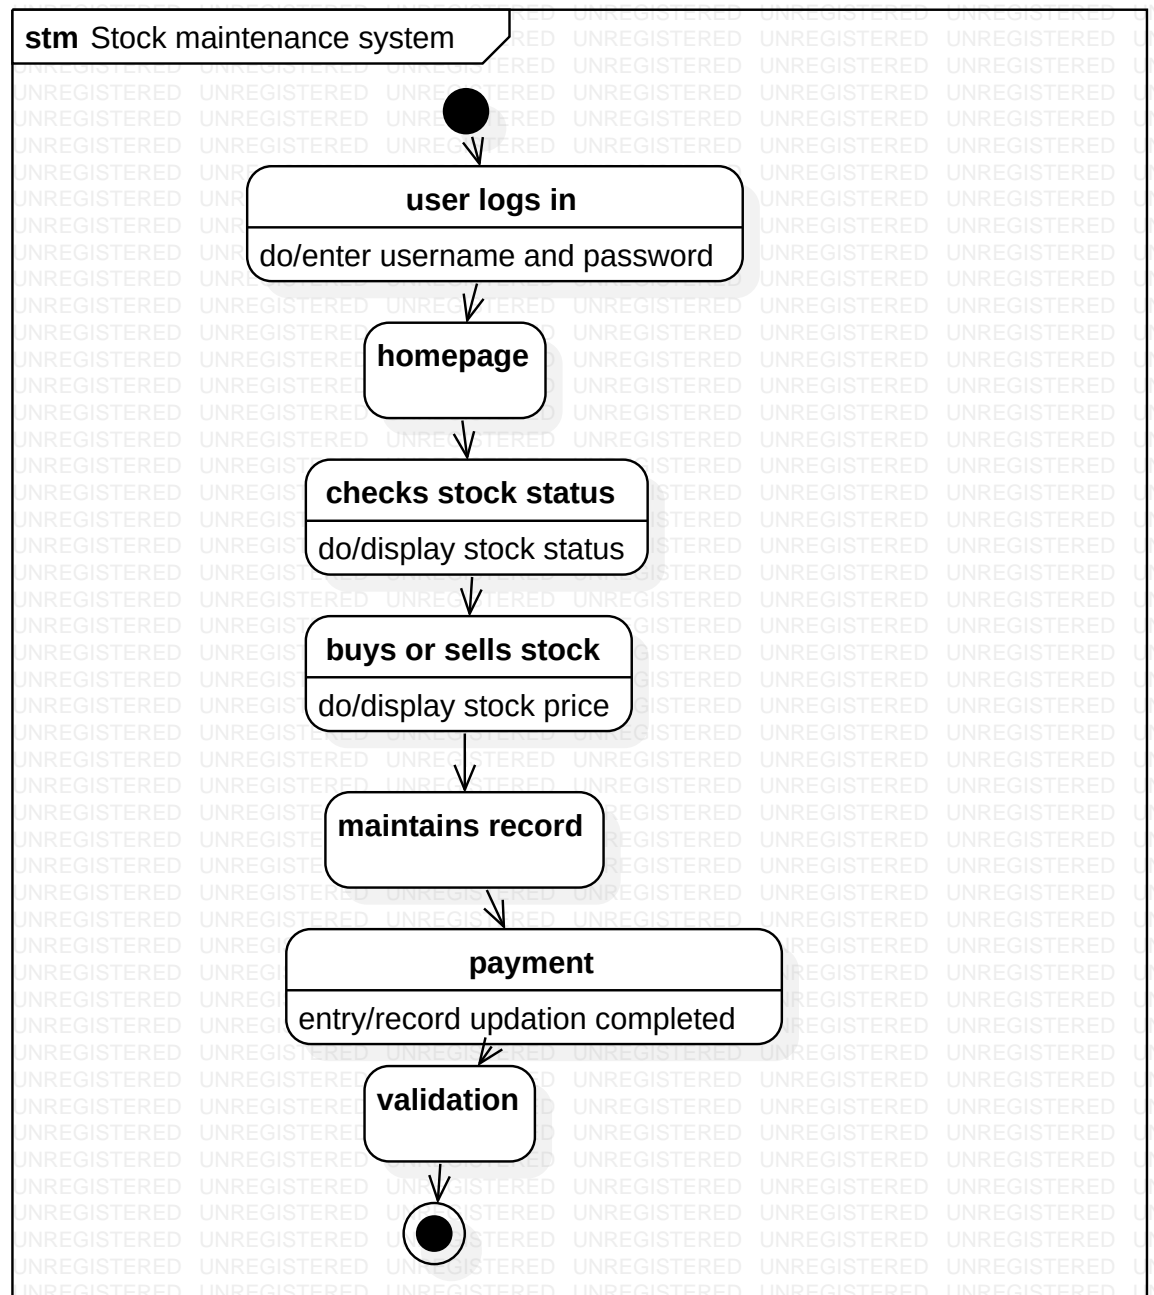 stm Stock maintenance system
user logs in
do/enter username and password
homepage
checks stock status
do/display stock status
buys or sells stock
do/display stock price
maintains record
payment
entry/record updation completed
validation
UNREGISTERED